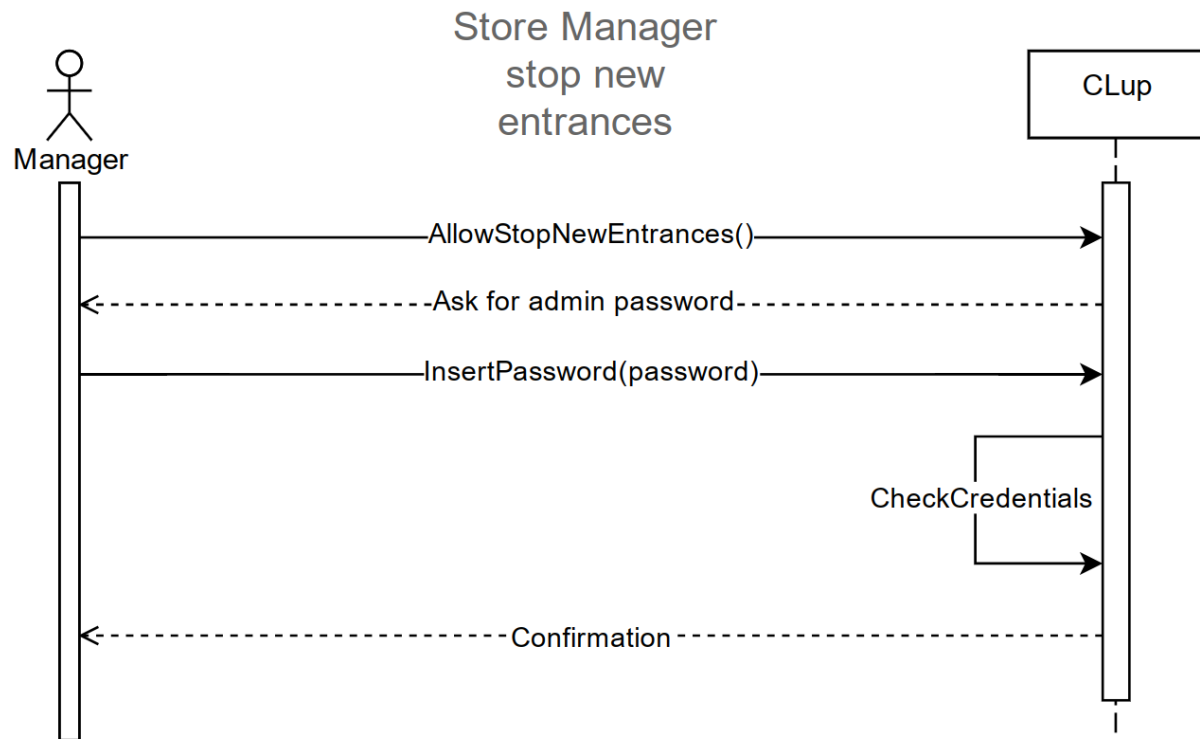 Store Manager
stop new
entrances
CLup
Manager
AllowStopNewEntrances()
Ask for admin password
InsertPassword(password)
CheckCredentials
Confirmation